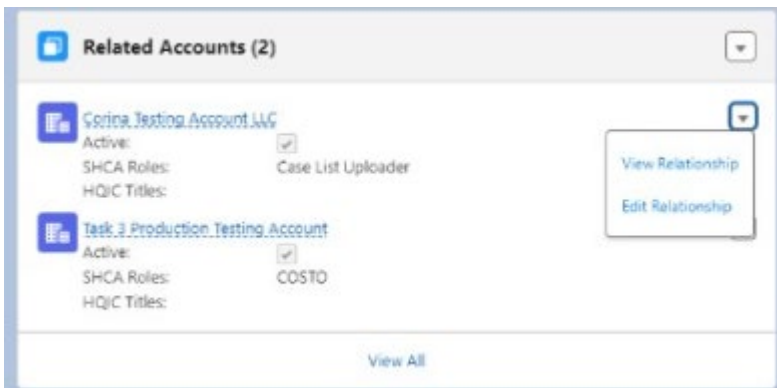 Related Accounts (2)
Corina Testing Account LLC
Active:
SHCA Roles: Case List Uploader
HQIC Titles:
View Relationship
Edit Relationship
Task 3 Production Testing Account
Active:
SHCA Roles: COSTO
HQIC Titles:
View All